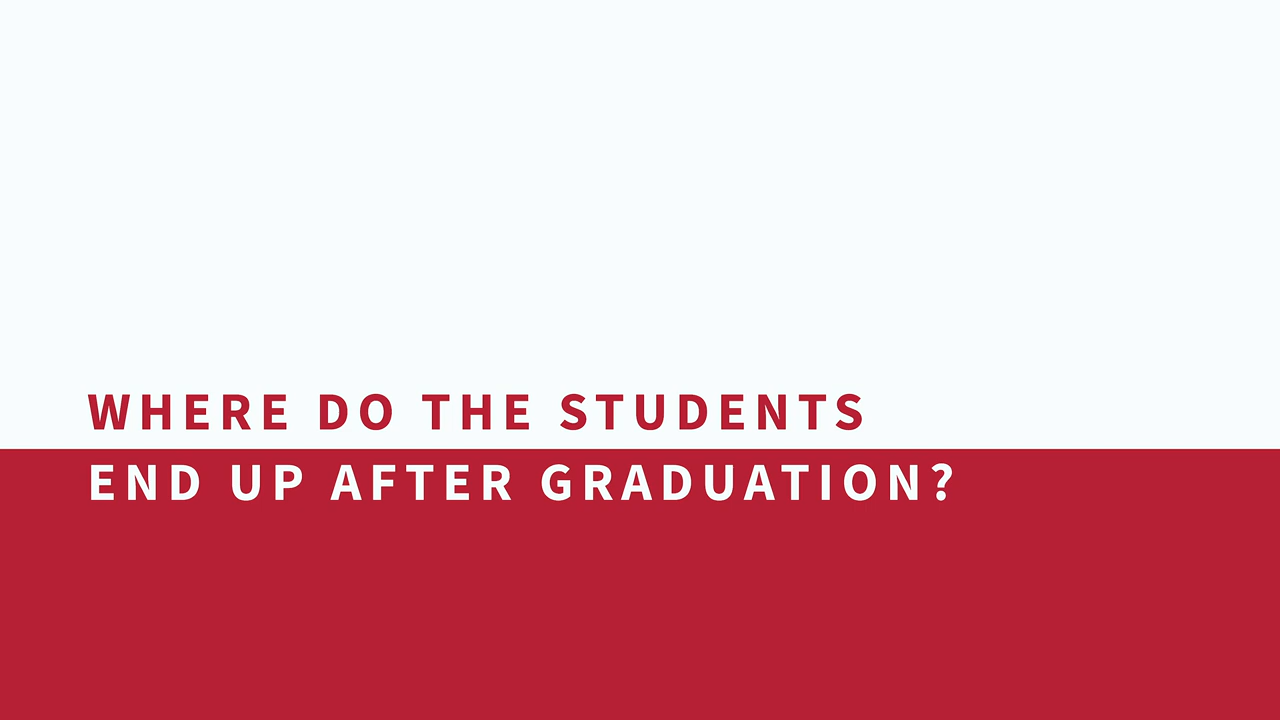 WHERE DO THE STUDENTS
END UP AFTER GRADUATION?